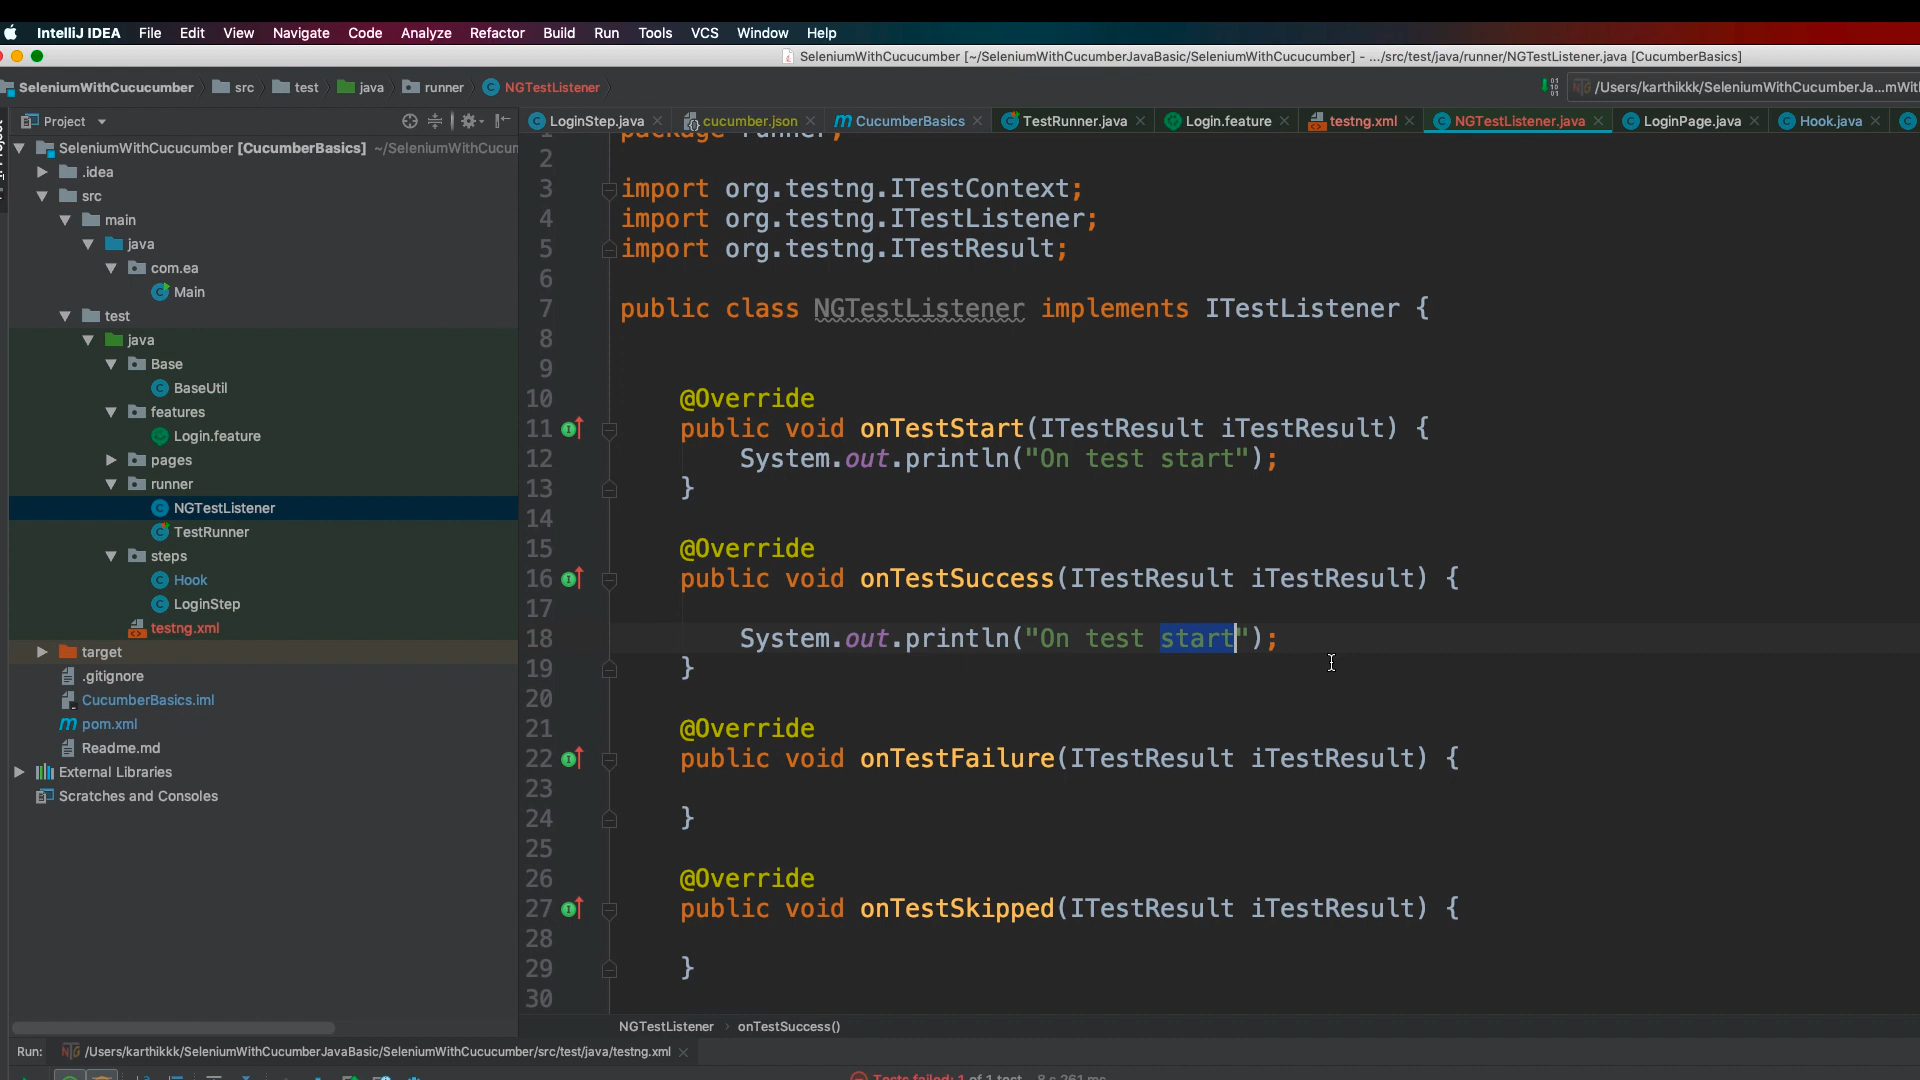 IntelliJ IDEA File Edit View Navigate Code Analyze Refactor Build Run Tools VCS Window Help
SeleniumWithCucucumber [~/SeleniumWithCucumberJavaBasic/SeleniumWithCucucumber] - .../src/test/java/runner/NGTestListener.java [CucumberBasics]
SeleniumWithCucucumber src test java runner NGTestListener
Project
LoginStep.java cucumber.json CucumberBasics TestRunner.java Login.feature testng.xml NGTestListener.java LoginPage.java Hook.java
SeleniumWithCucucumber [CucumberBasics]
.idea
src
main
java
com.ea
Main
test
java
Base
BaseUtil
features
Login.feature
pages
runner
NGTestListener
TestRunner
steps
Hook
LoginStep
testng.xml
target
.gitignore
CucumberBasics.iml
pom.xml
Readme.md
External Libraries
Scratches and Consoles
1 package runner;
2
3 import org.testng.ITestContext;
4 import org.testng.ITestListener;
5 import org.testng.ITestResult;
6
7 public class NGTestListener implements ITestListener {
8
9
10 @Override
11 public void onTestStart(ITestResult iTestResult) {
12 System.out.println("On test start");
13 }
14
15 @Override
16 public void onTestSuccess(ITestResult iTestResult) {
17
18 System.out.println("On test start");
19 }
20
21 @Override
22 public void onTestFailure(ITestResult iTestResult) {
23
24 }
25
26 @Override
27 public void onTestSkipped(ITestResult iTestResult) {
28
29 }
30
NGTestListener onTestSuccess()
Run: /Users/karthikkk/SeleniumWithCucumberJavaBasic/SeleniumWithCucucumber/src/test/java/testng.xml
Tests failed: 1 of 1 test